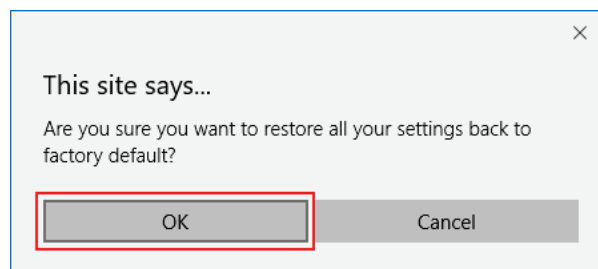 This site says...
Are you sure you want to restore all your settings back to
factory default?
OK
Cancel